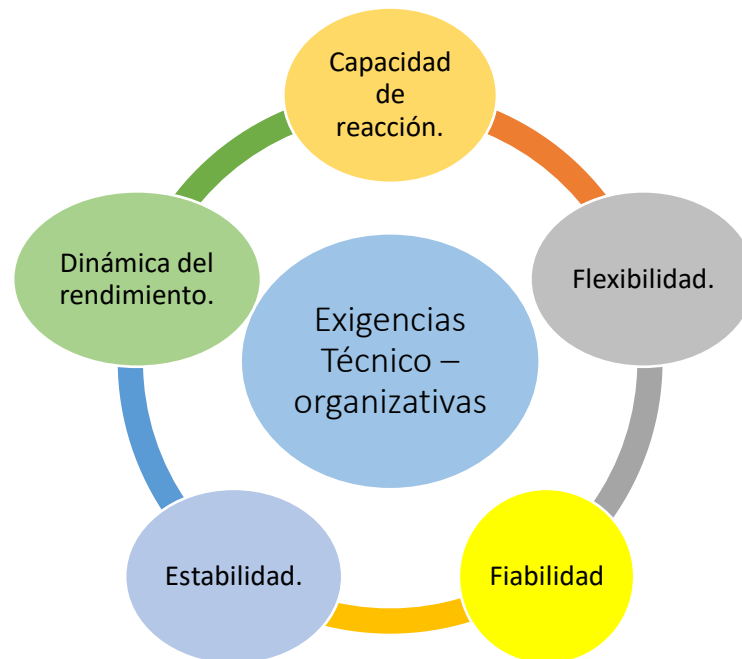 Capacidad
de
reacción.
Dinámica del
rendimiento.
Flexibilidad.
Exigencias
Técnico –
organizativas
Estabilidad.
Fiabilidad